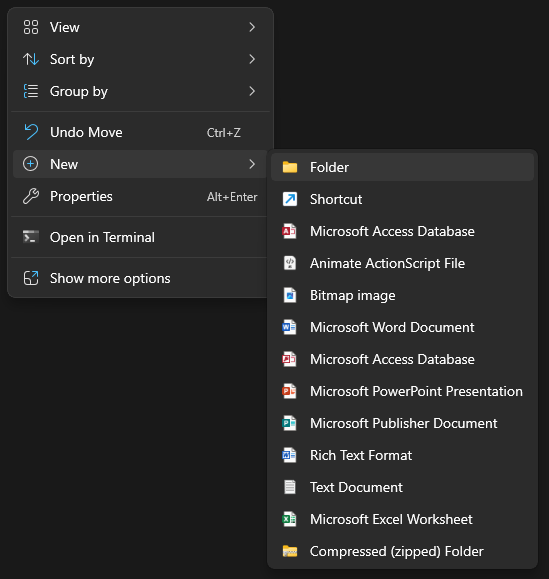 View
Sort by
Group by
Undo Move Ctrl+Z
New
Properties Alt+Enter
Open in Terminal
Show more options
Folder
Shortcut
Microsoft Access Database
Animate ActionScript File
Bitmap image
Microsoft Word Document
Microsoft Access Database
Microsoft PowerPoint Presentation
Microsoft Publisher Document
Rich Text Format
Text Document
Microsoft Excel Worksheet
Compressed (zipped) Folder